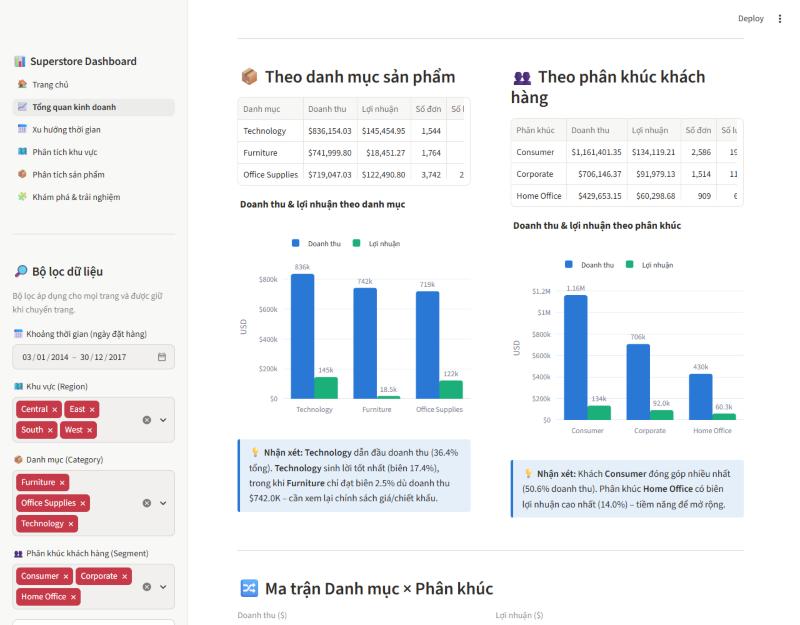 Deploy
Superstore Dashboard
Trang chủ
Tổng quan kinh doanh
Xu hướng thời gian
Phân tích khu vực
Phân tích sản phẩm
Khám phá & trải nghiệm
Bộ lọc dữ liệu
Bộ lọc áp dụng cho mọi trang và được giữ
khi chuyển trang.
Khoảng thời gian (ngày đặt hàng)
03 / 01 / 2014 – 30 / 12 / 2017
Khu vực (Region)
Central × East ×
South × West ×
Danh mục (Category)
Furniture ×
Office Supplies ×
Technology ×
Phân khúc khách hàng (Segment)
Consumer × Corporate ×
Home Office ×
Theo danh mục sản phẩm
Danh mục Doanh thu Lợi nhuận Số đơn Số l
Technology $836,154.03 $145,454.95 1,544
Furniture $741,999.80 $18,451.27 1,764
Office Supplies $719,047.03 $122,490.80 3,742 2
Doanh thu & lợi nhuận theo danh mục
Doanh thu Lợi nhuận
836k
742k
719k
$800k
$600k
$400k
$200k
$0
USD
145k
18.5k
122k
Technology Furniture Office Supplies
Nhận xét: Technology dẫn đầu doanh thu (36.4%
tổng). Technology sinh lời tốt nhất (biên 17.4%),
trong khi Furniture chỉ đạt biên 2.5% dù doanh thu
$742.0K – cần xem lại chính sách giá/chiết khấu.
Theo phân khúc khách
hàng
Phân khúc Doanh thu Lợi nhuận Số đơn Số lư
Consumer $1,161,401.35 $134,119.21 2,586 19
Corporate $706,146.37 $91,979.13 1,514 11
Home Office $429,653.15 $60,298.68 909 6
Doanh thu & lợi nhuận theo phân khúc
Doanh thu Lợi nhuận
1.16M
706k
430k
$1.2M
$1M
$800k
$600k
$400k
$200k
$0
USD
134k
92.0k
60.3k
Consumer Corporate Home Office
Nhận xét: Khách Consumer đóng góp nhiều nhất
(50.6% doanh thu). Phân khúc Home Office có biên
lợi nhuận cao nhất (14.0%) – tiềm năng để mở rộng.
Ma trận Danh mục × Phân khúc
Doanh thu ($) Lợi nhuận ($)